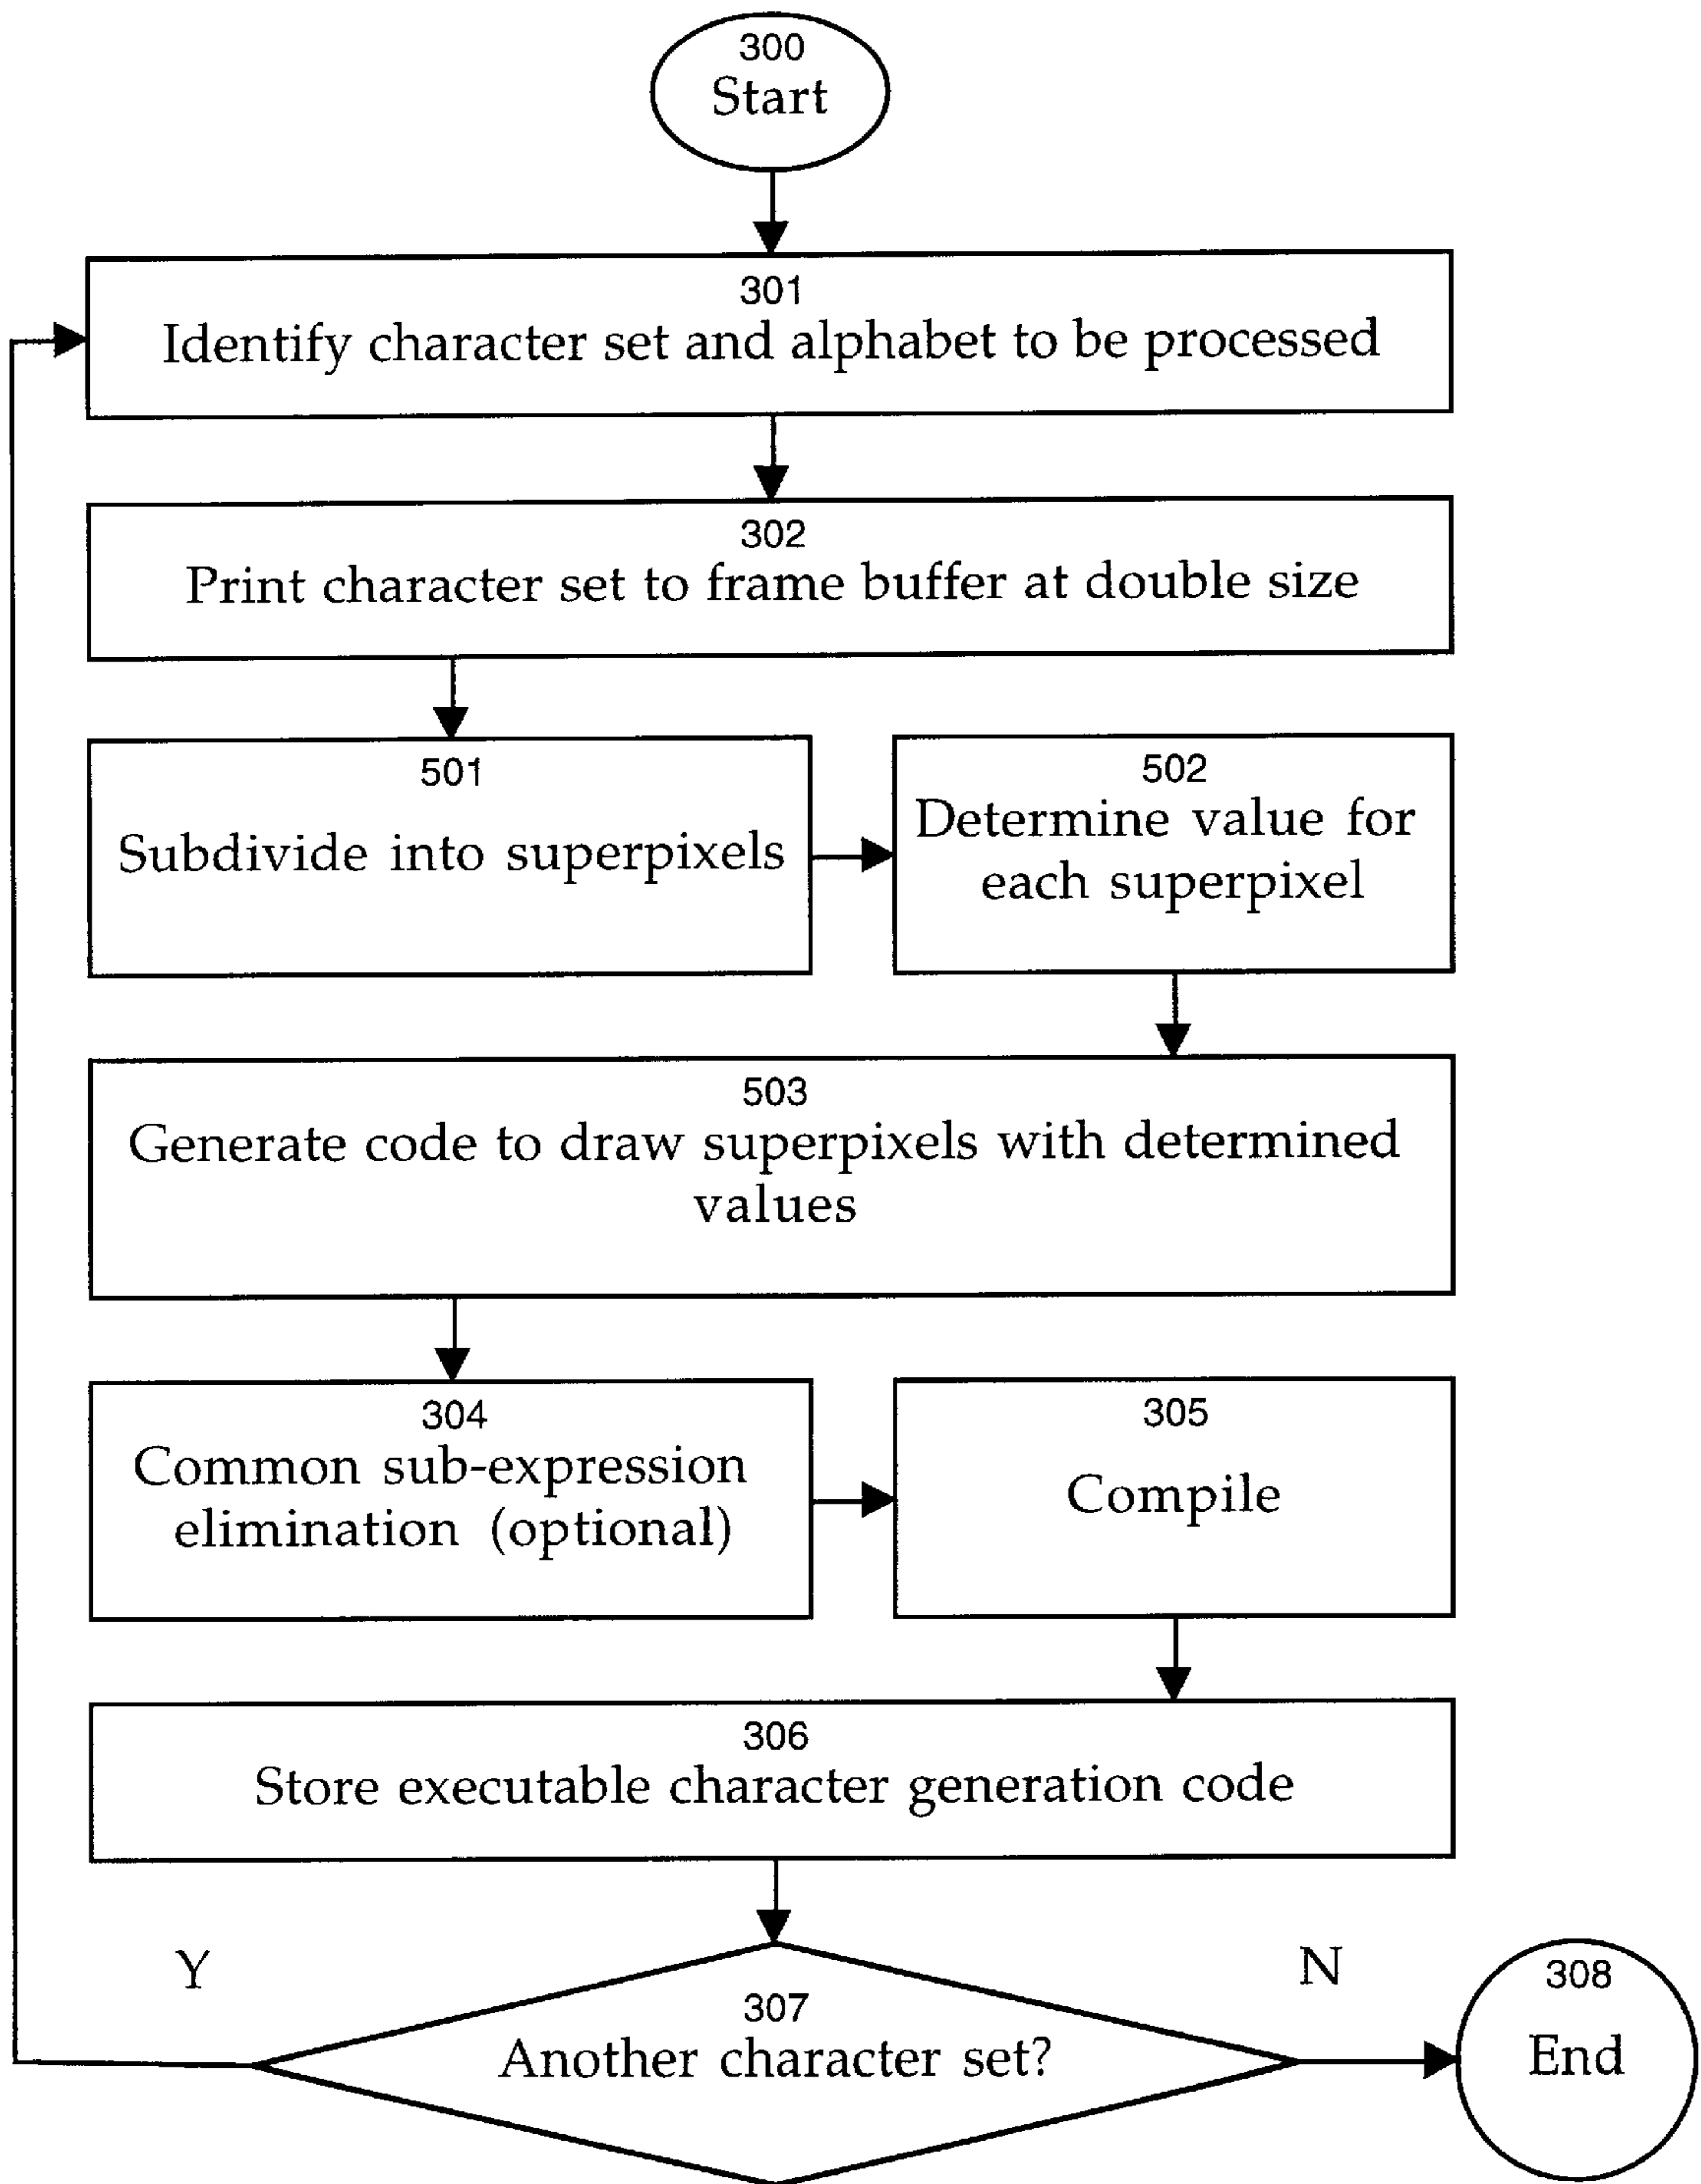 300
Start
301
Identify character set and alphabet to be processed
302
Print character set to frame buffer at double size
501
Subdivide into superpixels
502
Determine value for
each superpixel
503
Generate code to draw superpixels with determined
values
304
Common sub-expression
elimination (optional)
305
Compile
306
Store executable character generation code
Y
307
Another character set?
N
308
End